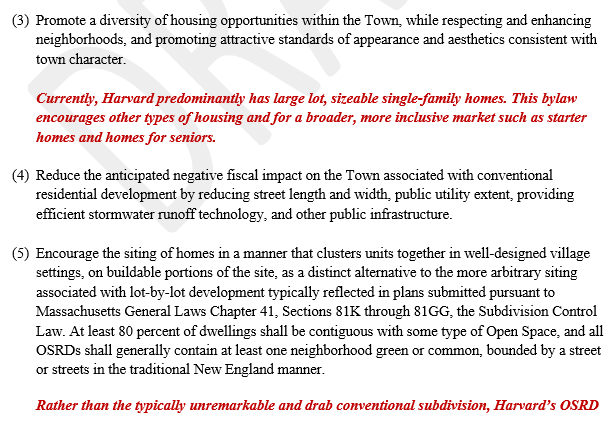 (3) Promote a diversity of housing opportunities within the Town, while respecting and enhancing
neighborhoods, and promoting attractive standards of appearance and aesthetics consistent with
town character.
Currently, Harvard predominantly has large lot, sizeable single-family homes. This bylaw
encourages other types of housing and for a broader, more inclusive market such as starter
homes and homes for seniors.
(4) Reduce the anticipated negative fiscal impact on the Town associated with conventional
residential development by reducing street length and width, public utility extent, providing
efficient stormwater runoff technology, and other public infrastructure.
(5) Encourage the siting of homes in a manner that clusters units together in well-designed village
settings, on buildable portions of the site, as a distinct alternative to the more arbitrary siting
associated with lot-by-lot development typically reflected in plans submitted pursuant to
Massachusetts General Laws Chapter 41, Sections 81K through 81GG, the Subdivision Control
Law. At least 80 percent of dwellings shall be contiguous with some type of Open Space, and all
OSRDs shall generally contain at least one neighborhood green or common, bounded by a street
or streets in the traditional New England manner.
Rather than the typically unremarkable and drab conventional subdivision, Harvard's OSRD